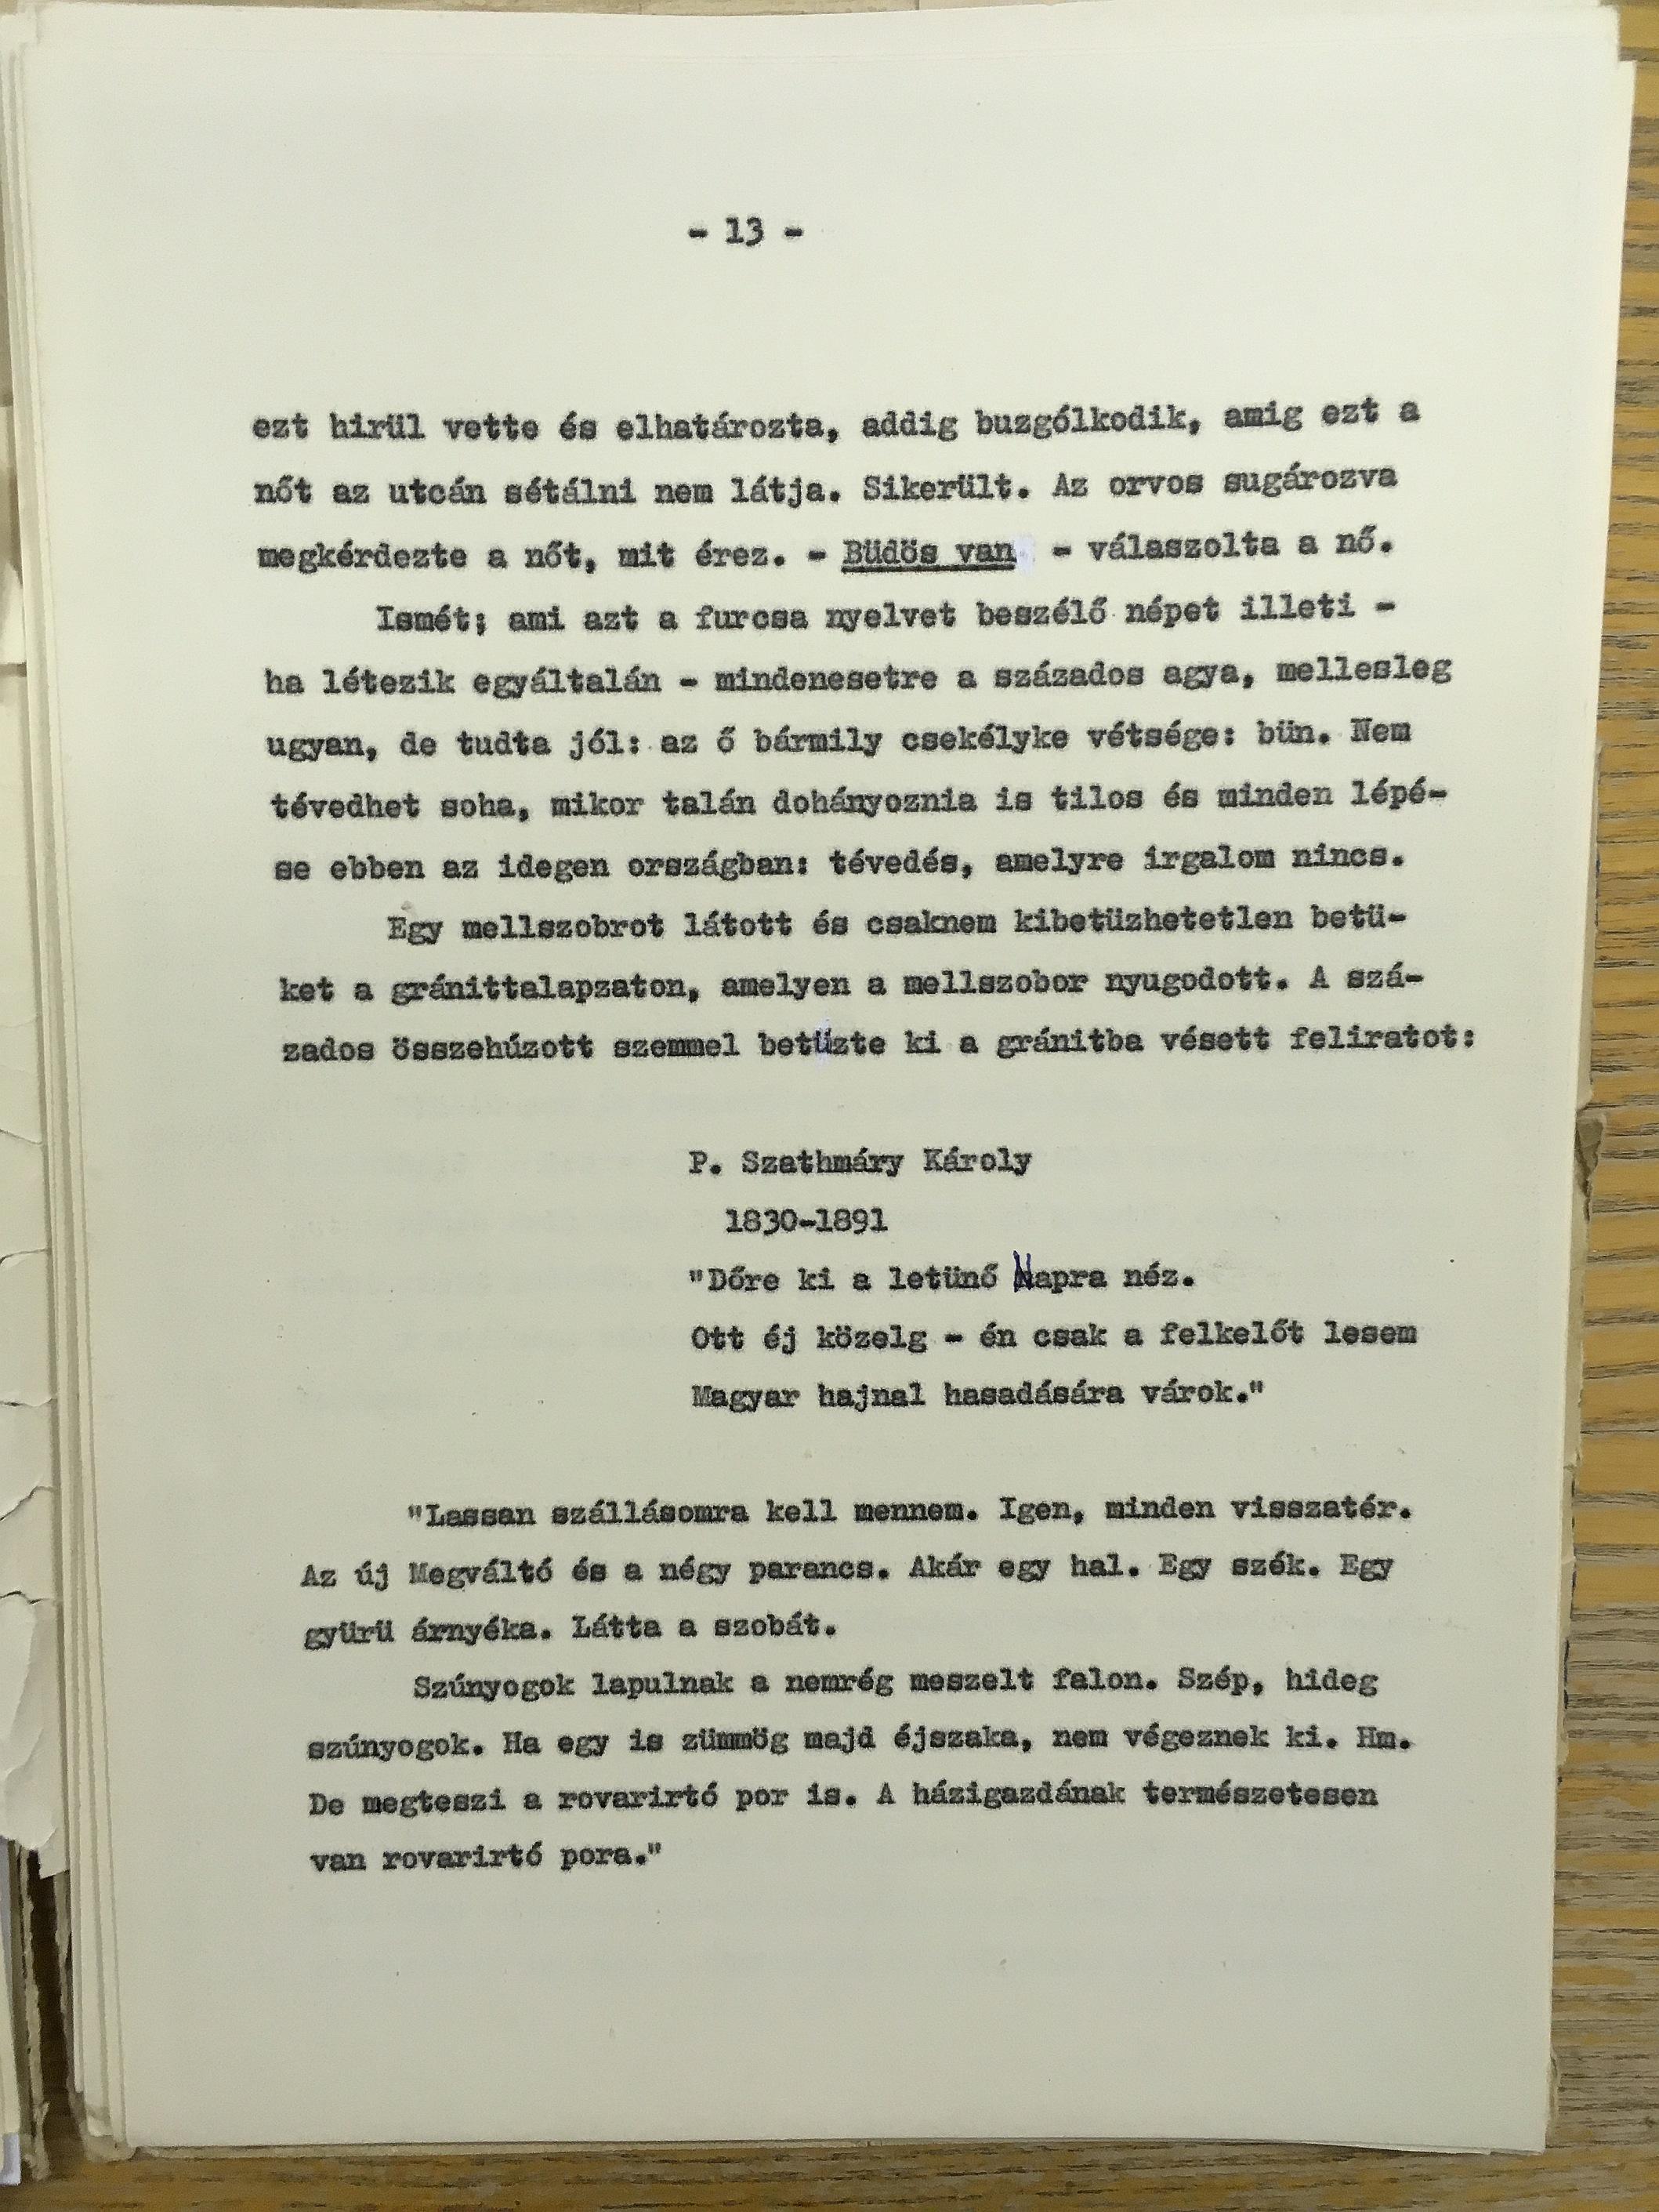 - 13 -
ezt hirül vette és elhatározta, addig buzgólkodik, amig ezt a
nőt az utcán sétálni nem látja. Sikerült. Az orvos sugározva
megkérdezte a nőt, mit érez. - Büdös van - válaszolta a nő.
Ismét; ami azt a furcsa nyelvet beszélő népet illeti -
ha létezik egyáltalán - mindenesetre a százados agya, mellesleg
ugyan, de tudta jól: az ő bármily csekélyke vétsége: bün. Nem
tévedhet soha, mikor talán dohányoznia is tilos és minden lépé-
se ebben az idegen országban: tévedés, amelyre irgalom nincs.
Egy mellszobrot látott és csaknem kibetüzhetetlen betü-
ket a gránittalapzaton, amelyen a mellszobor nyugodott. A szá-
zados összehúzott szemmel betüzte ki a gránitba vésett feliratot:
P. Szathmáry Károly
1830-1891
"Dőre ki a letünő Napra néz.
Ott éj közelg - én csak a felkelőt lesem
Magyar hajnal hasadására várok."
"Lassan szállásomra kell mennem. Igen, minden visszatér.
Az új Megváltó és a négy parancs. Akár egy hal. Egy szék. Egy
gyürü árnyéka. Látta a szobát.
Szúnyogok lapulnak a nemrég meszelt falon. Szép, hideg
szúnyogok. Ha egy is zümmög majd éjszaka, nem végeznek ki. Hm.
De megteszi a rovarirtó por is. A házigazdának természetesen
van rovarirtó pora."